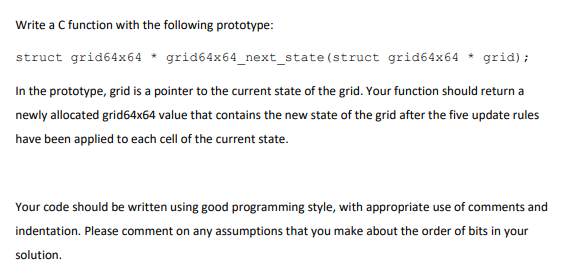 Write a C function with the following prototype:
struct grid64x64 * grid64x64_next_state(struct grid64x64 * grid);
In the prototype, grid is a pointer to the current state of the grid. Your function should return a
newly allocated grid64x64 value that contains the new state of the grid after the five update rules
have been applied to each cell of the current state.
Your code should be written using good programming style, with appropriate use of comments and
indentation. Please comment on any assumptions that you make about the order of bits in your
solution.